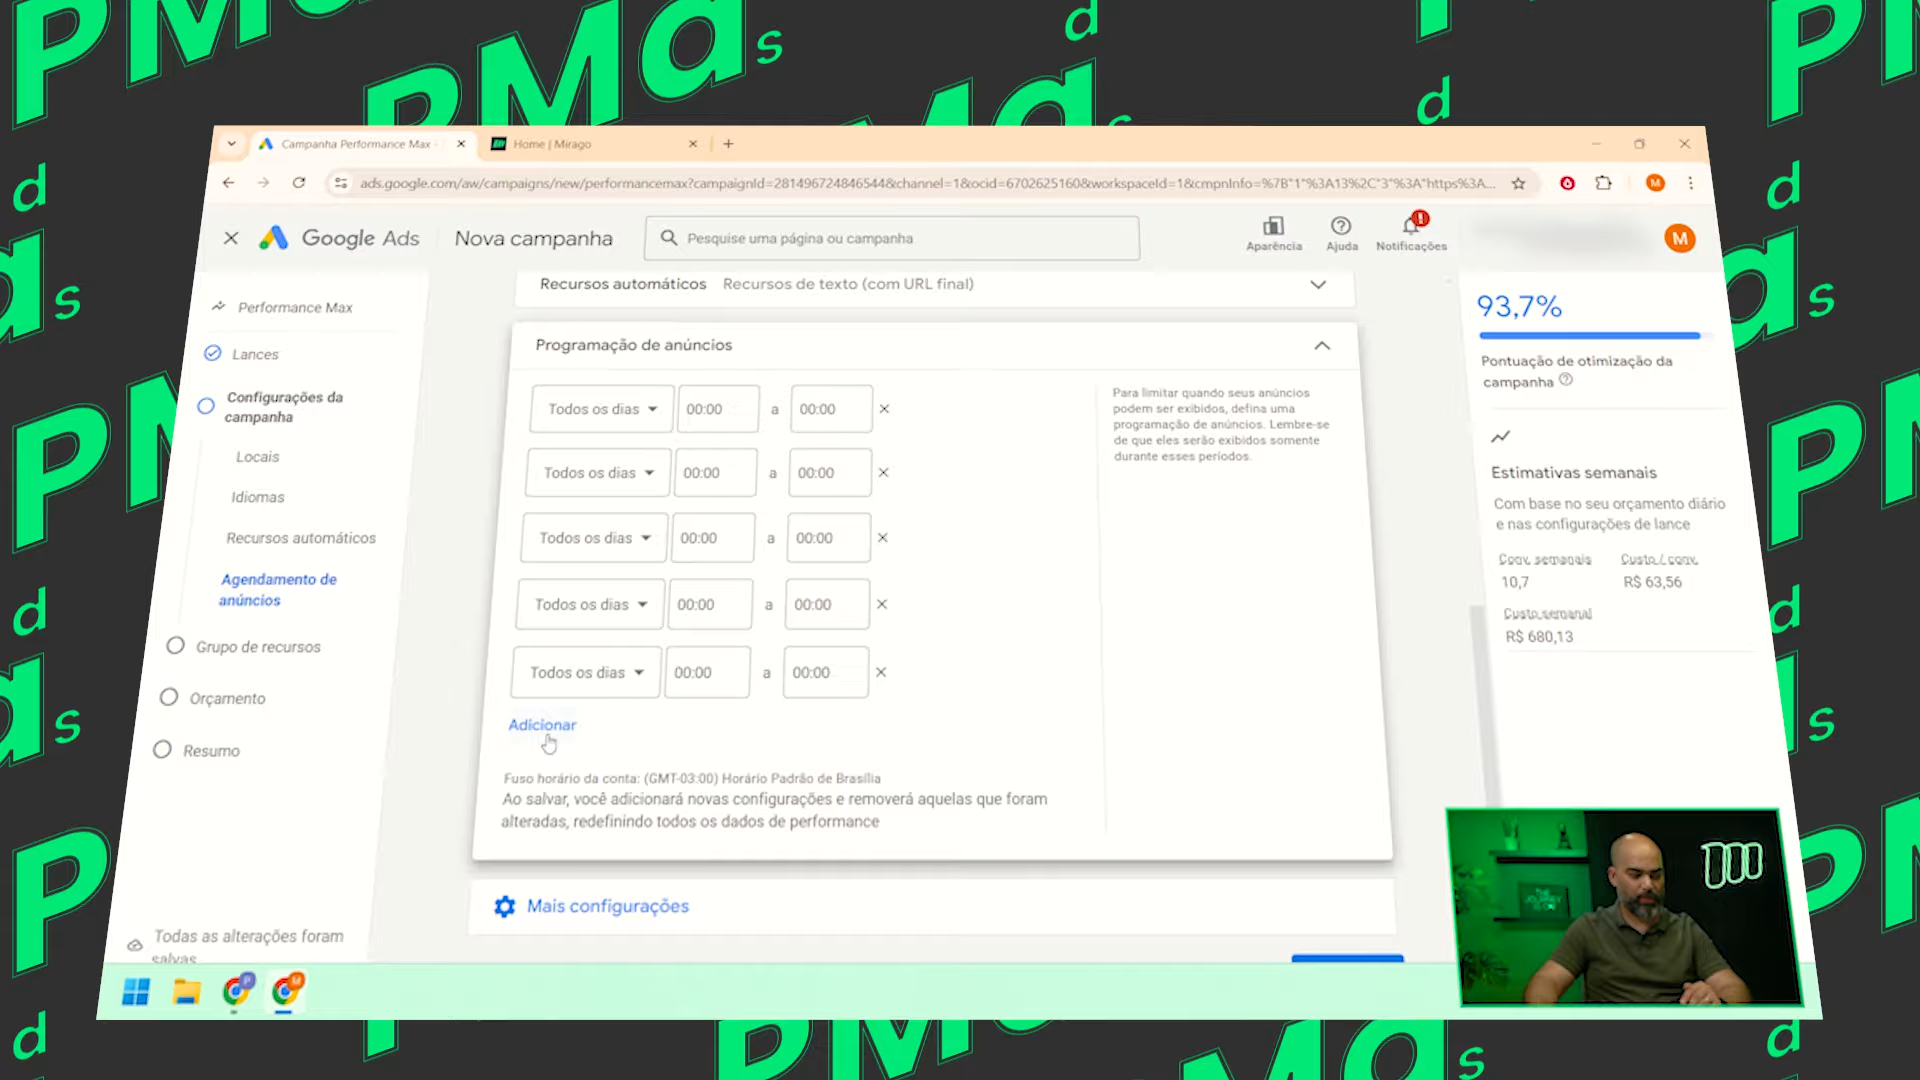 Campanha Performance Max -
Home | Mirago
ads.google.com/aw/campaigns/new/performancemax?campaignId=281496724846544&channel=1&ocid=6702625160&workspaceId=1&cmpnInfo=%7B"1"%3A13%2C"3"%3A"https%3A...
Google Ads
Nova campanha
Pesquise uma página ou campanha
Aparência
Ajuda
Notificações
M
Performance Max
Lances
Configurações da
campanha
Locais
Idiomas
Recursos automáticos
Agendamento de
anúncios
Grupo de recursos
Orçamento
Resumo
Todas as alterações foram
salvas
Recursos automáticos Recursos de texto (com URL final)
Programação de anúncios
Todos os dias 00:00 a 00:00
Todos os dias 00:00 a 00:00
Todos os dias 00:00 a 00:00
Todos os dias 00:00 a 00:00
Todos os dias 00:00 a 00:00
Adicionar
Fuso horário da conta: (GMT-03:00) Horário Padrão de Brasília
Ao salvar, você adicionará novas configurações e removerá aquelas que foram
alteradas, redefinindo todos os dados de performance
Para limitar quando seus anúncios
podem ser exibidos, defina uma
programação de anúncios. Lembre-se
de que eles serão exibidos somente
durante esses períodos.
Mais configurações
93,7%
Pontuação de otimização da
campanha
Estimativas semanais
Com base no seu orçamento diário
e nas configurações de lance
Conv. semanais Custo / conv.
10,7 R$ 63,56
Custo semanal
R$ 680,13